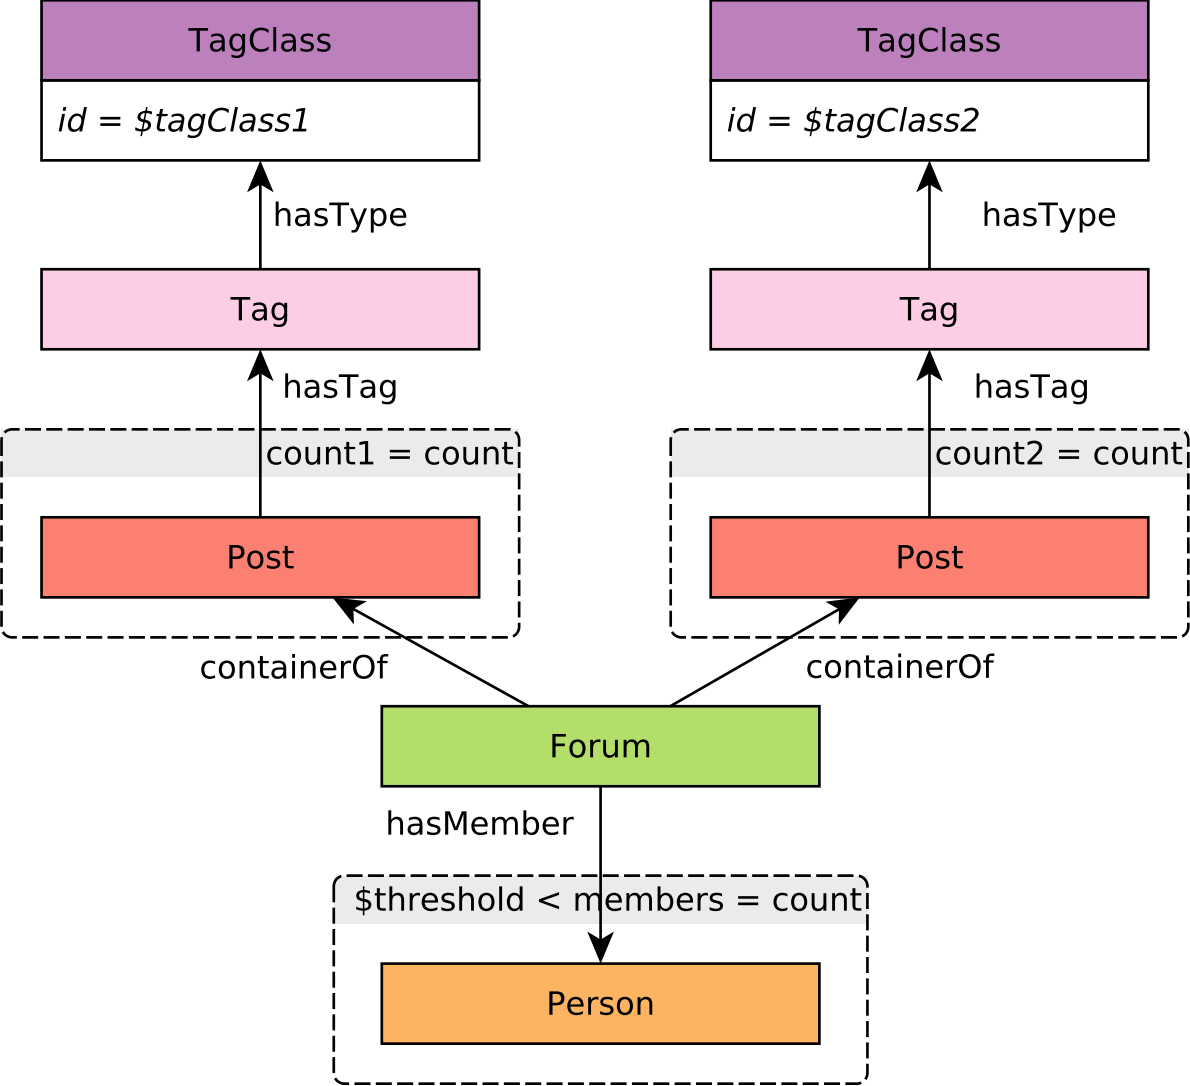 TagClass
TagClass
id = $tagClass1
id = $tagClass2
hasType
hasType
Tag
Tag
hasTag
hasTag
count1 = count
count2 = count
Post
Post
containerOf
containerOf
Forum
hasMember
$threshold < members = count
Person